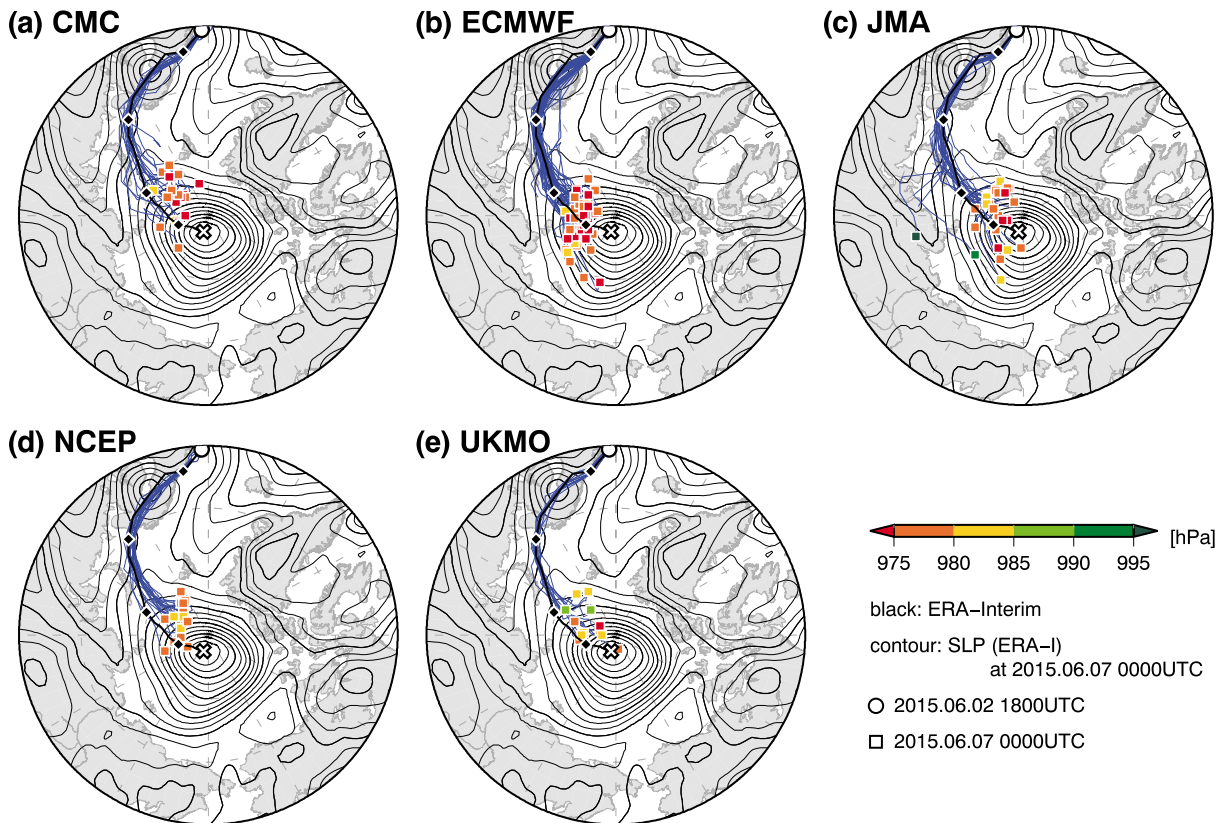 (a) CMC
(b) ECMWF
(c) JMA
(d) NCEP
(e) UKMO
[hPa]
975 980 985 990 995
black: ERA−Interim
contour: SLP (ERA−I)
at 2015.06.07 0000UTC
2015.06.02 1800UTC
2015.06.07 0000UTC